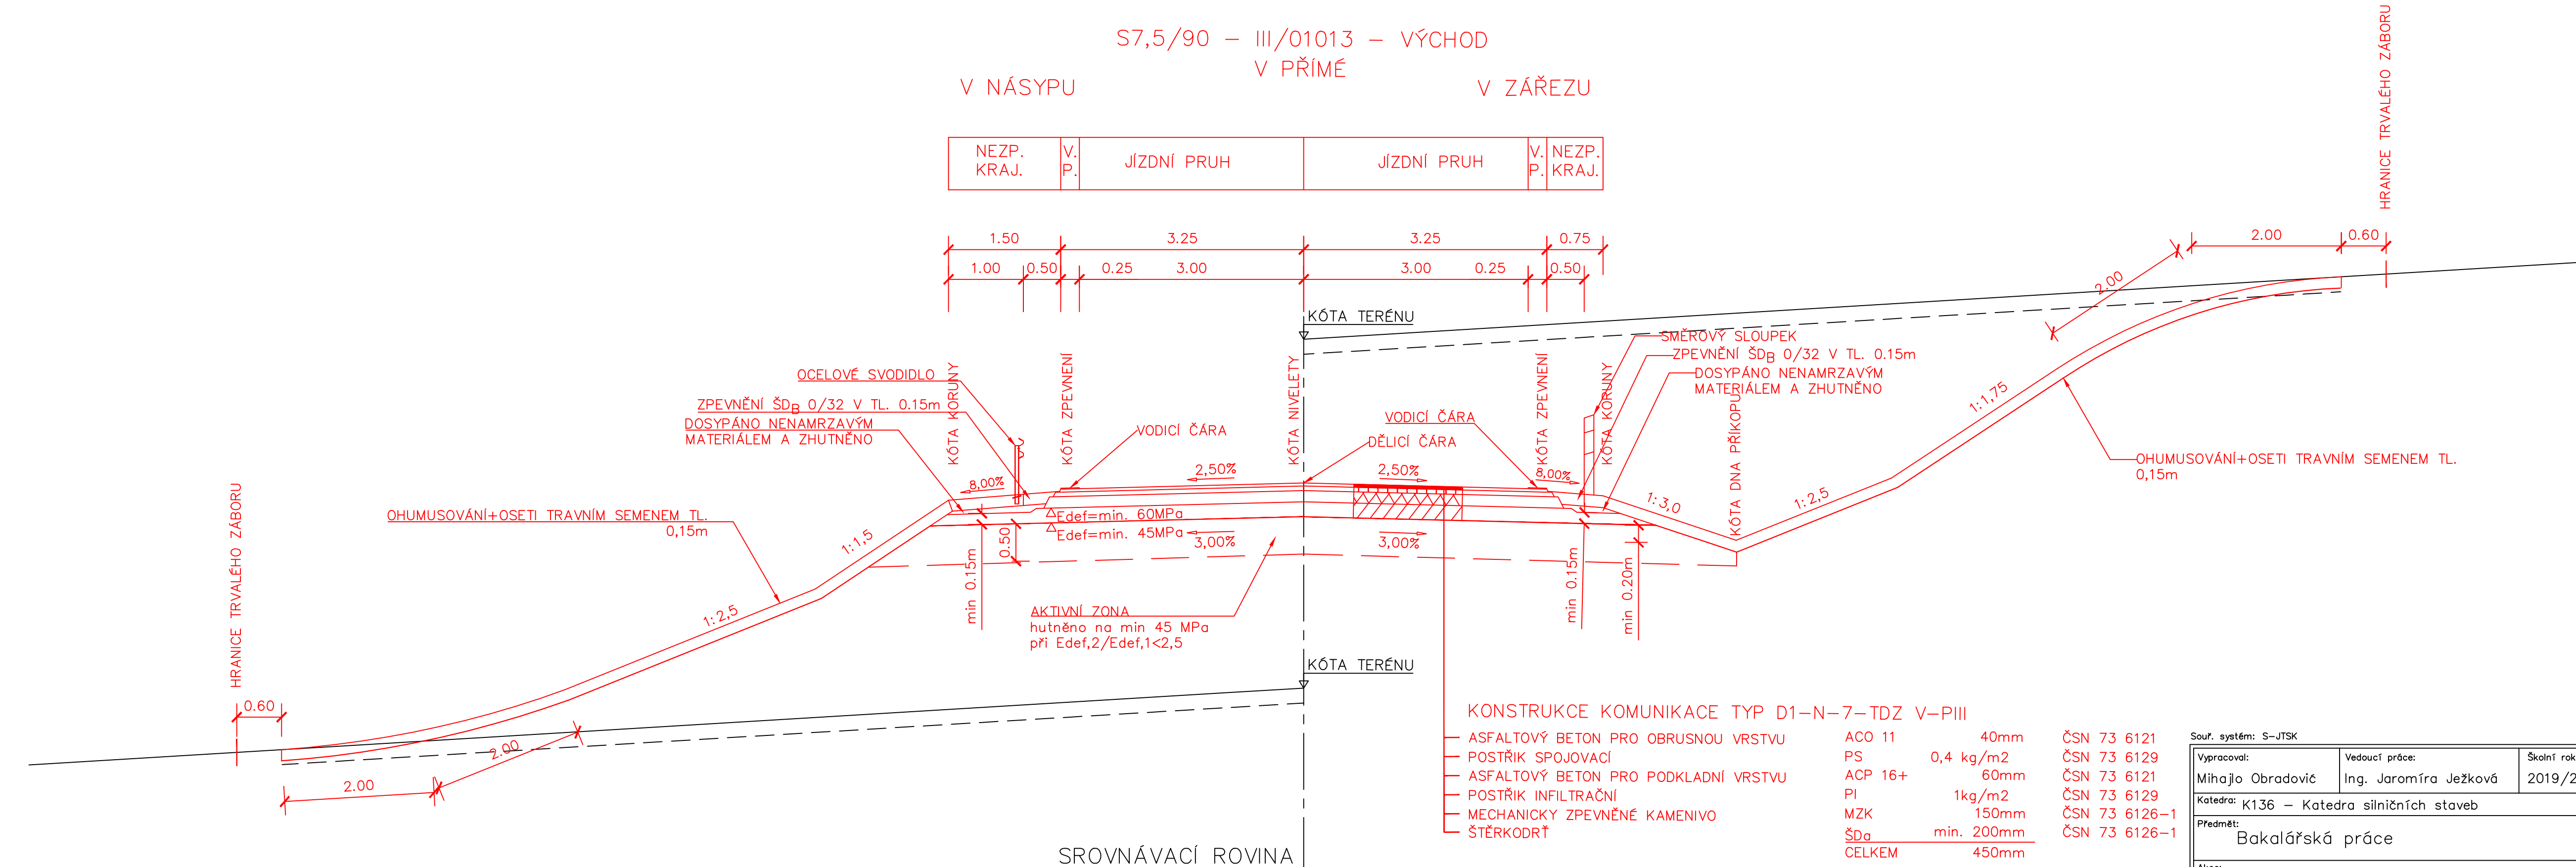 S7,5/90 – III/01013 – VÝCHOD
V PŘÍMÉ
V NÁSYPU
V ZÁŘEZU
HRANICE TRVALÉHO ZÁBORU
NEZP.
KRAJ.
V.
P.
JÍZDNÍ PRUH
JÍZDNÍ PRUH
V.
P.
NEZP.
KRAJ.
1.50
3.25
3.25
0.75
1.00
0.50
0.25
3.00
3.00
0.25
0.50
2.00
0.60
2.00
KÓTA TERÉNU
SMĚROVÝ SLOUPEK
ZPEVNĚNÍ ŠDB 0/32 V TL. 0.15m
DOSYPÁNO NENAMRZAVÝM
MATERIÁLEM A ZHUTNĚNO
OCELOVÉ SVODIDLO
ZPEVNĚNÍ ŠDB 0/32 V TL. 0.15m
DOSYPÁNO NENAMRZAVÝM
MATERIÁLEM A ZHUTNĚNO
KÓTA KORUNY
KÓTA ZPEVNENÍ
KÓTA NIVELETY
KÓTA ZPEVNĚNÍ
KÓTA KORUNY
KÓTA DNA PŘÍKOPU
VODICÍ ČÁRA
VODICÍ ČÁRA
DĚLICÍ ČÁRA
8,00%
2,50%
2,50%
8,00%
1:3,0
1:2,5
1:1,75
OHUMUSOVÁNÍ+OSETI TRAVNÍM SEMENEM TL.
0,15m
OHUMUSOVÁNÍ+OSETI TRAVNÍM SEMENEM TL.
0,15m
HRANICE TRVALÉHO ZÁBORU
1:1,5
1:2,5
Edef=min. 60MPa
Edef=min. 45MPa
3,00%
3,00%
min 0.15m
0.50
min 0.15m
min 0.20m
AKTIVNÍ ZONA
hutněno na min 45 MPa
při Edef,2/Edef,1<2,5
KÓTA TERÉNU
0.60
2.00
2.00
KONSTRUKCE KOMUNIKACE TYP D1–N–7–TDZ V–PIII
ASFALTOVÝ BETON PRO OBRUSNOU VRSTVU ACO 11 40mm ČSN 73 6121
POSTŘIK SPOJOVACÍ PS 0,4 kg/m2 ČSN 73 6129
ASFALTOVÝ BETON PRO PODKLADNÍ VRSTVU ACP 16+ 60mm ČSN 73 6121
POSTŘIK INFILTRAČNÍ PI 1kg/m2 ČSN 73 6129
MECHANICKY ZPEVNĚNÉ KAMENIVO MZK 150mm ČSN 73 6126–1
ŠTĚRKODRŤ ŠDa min. 200mm ČSN 73 6126–1
CELKEM 450mm
SROVNÁVACÍ ROVINA
Souř. systém: S–JTSK
Vypracoval:
Mihajlo Obradović
Vedoucí práce:
Ing. Jaromíra Ježková
Školní rok
2019/2
Katedra: K136 – Katedra silničních staveb
Předmět:
Bakalářská práce